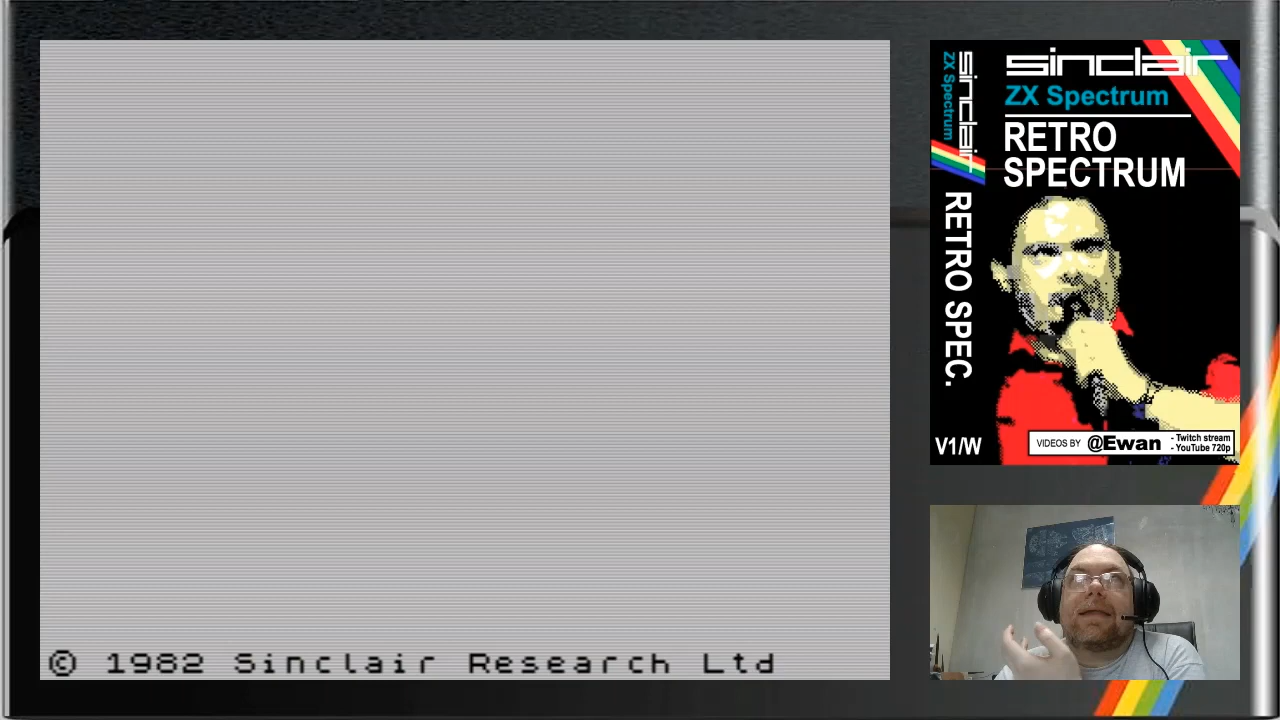 © 1982 Sinclair Research Ltd
sinclair
ZX Spectrum
RETRO SPEC.
V1/W
sinclair
ZX Spectrum
RETRO
SPECTRUM
VIDEOS BY @Ewan
- Twitch stream
- YouTube 720p